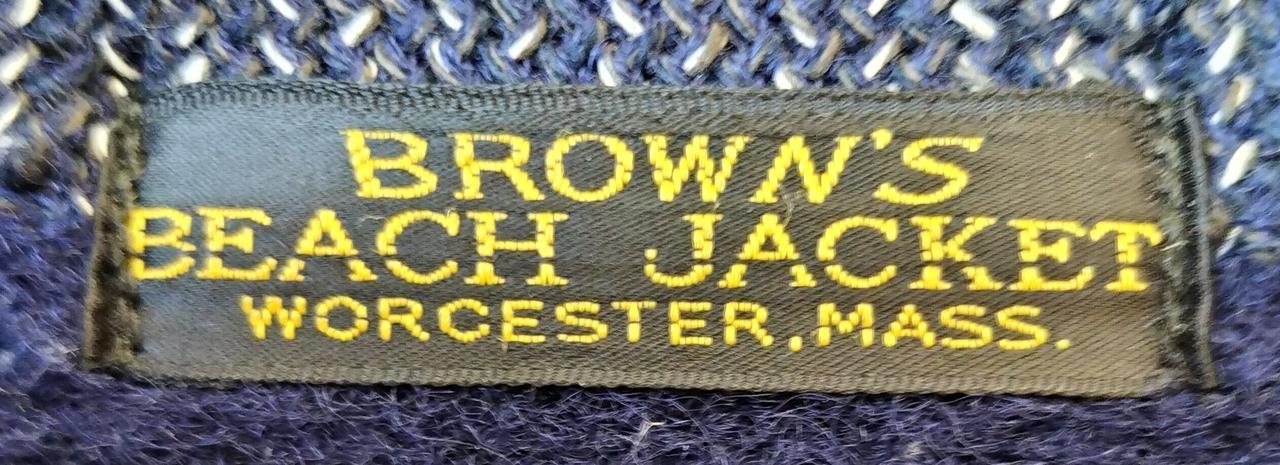 BROWN'S
BEACH JACKET
WORCESTER, MASS.